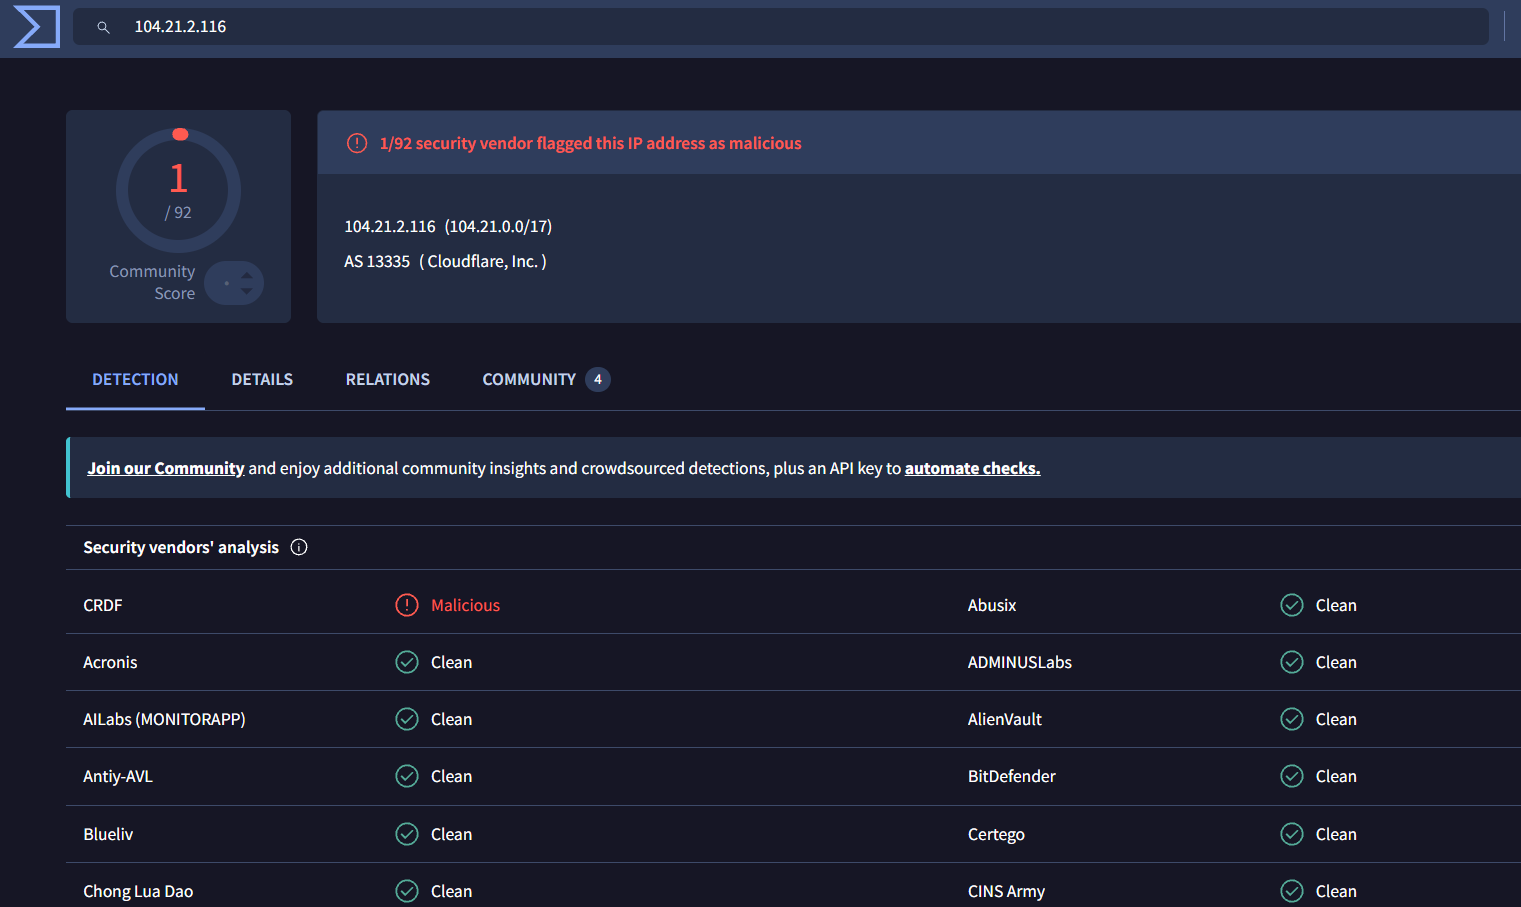 104.21.2.116
1/92 security vendor flagged this IP address as malicious
1
/ 92
Community
Score
104.21.2.116 (104.21.0.0/17)
AS 13335 ( Cloudflare, Inc. )
DETECTION DETAILS RELATIONS COMMUNITY 4
Join our Community and enjoy additional community insights and crowdsourced detections, plus an API key to automate checks.
Security vendors' analysis
CRDF Malicious Abusix Clean
Acronis Clean ADMINUSLabs Clean
AILabs (MONITORAPP) Clean AlienVault Clean
Antiy-AVL Clean BitDefender Clean
Blueliv Clean Certego Clean
Chong Lua Dao Clean CINS Army Clean